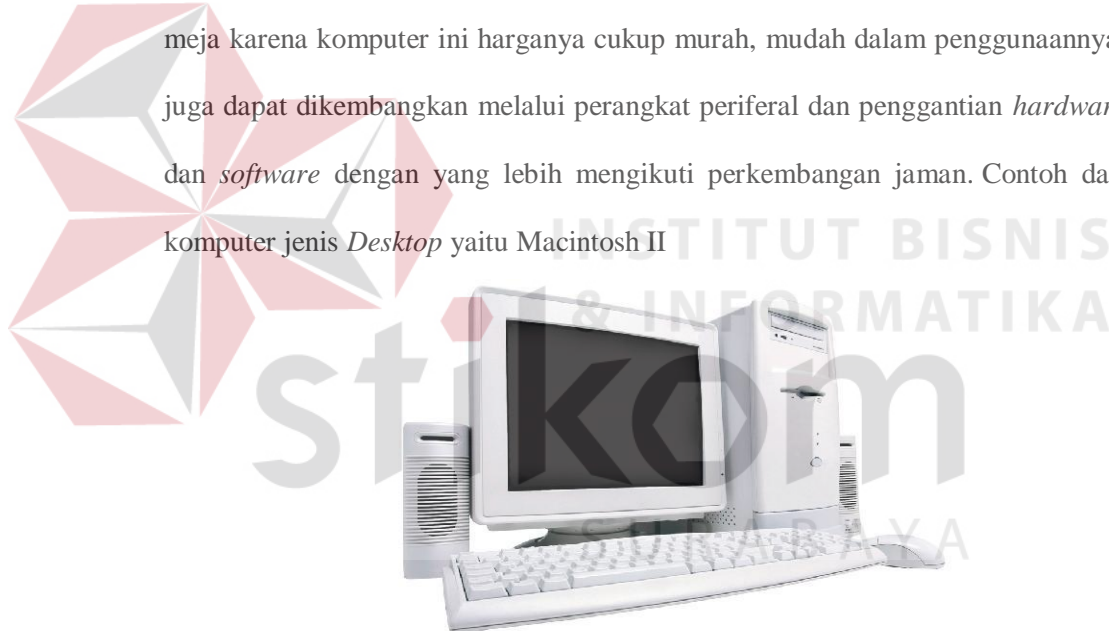 meja karena komputer ini harganya cukup murah, mudah dalam penggunaannya
juga dapat dikembangkan melalui perangkat periferal dan penggantian hardwar
dan software dengan yang lebih mengikuti perkembangan jaman. Contoh da
komputer jenis Desktop yaitu Macintosh II
INSTITUT BISNIS
& INFORMATIKA
stikom
SURABAYA